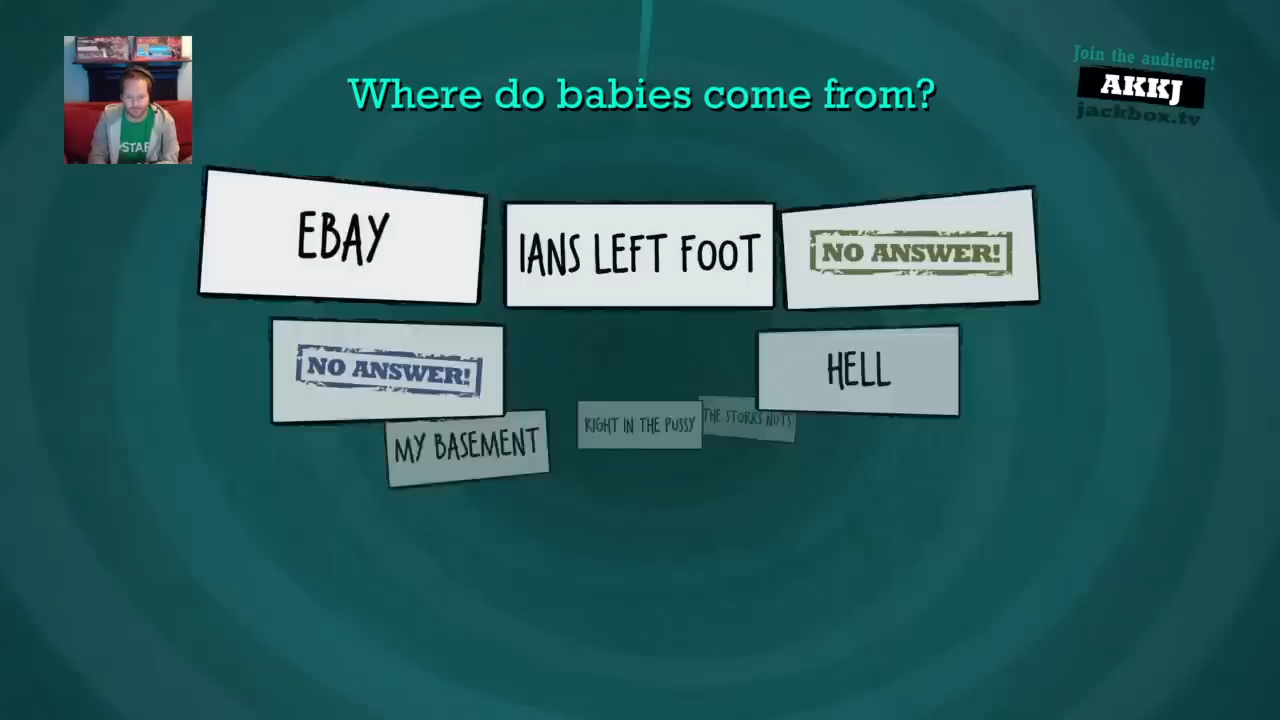 Join the audience!
AKKJ
jackbox.tv
Where do babies come from?
EBAY
IANS LEFT FOOT
NO ANSWER!
NO ANSWER!
HELL
MY BASEMENT
RIGHT IN THE PUSSY
THE STORKS NUTS
STAR